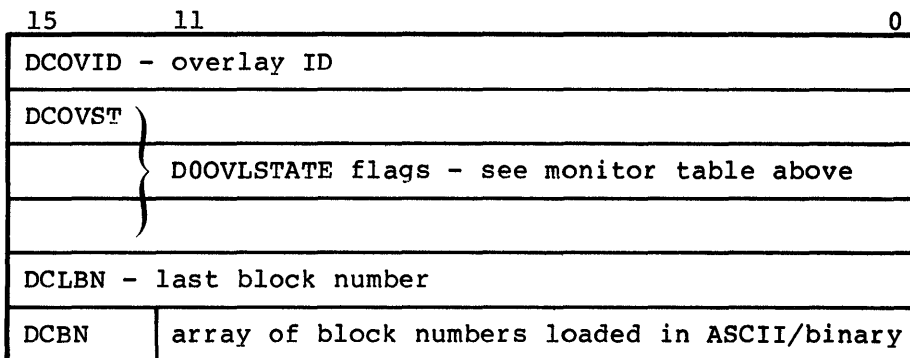 15 11 0
DCOVID - overlay ID
DCOVST
D0OVLSTATE flags - see monitor table above
DCLBN - last block number
DCBN array of block numbers loaded in ASCII/binary